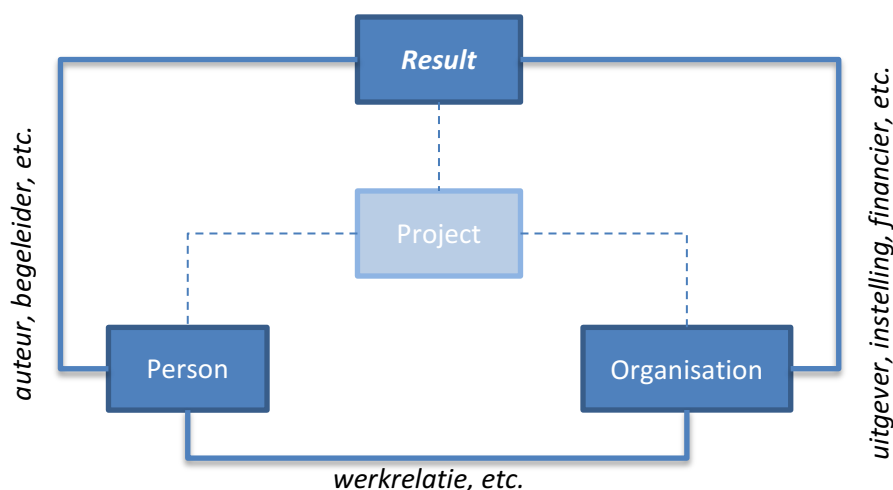 Result
auteur, begeleider, etc.
uitgever, instelling, financier, etc.
Project
Person
Organisation
werkrelatie, etc.